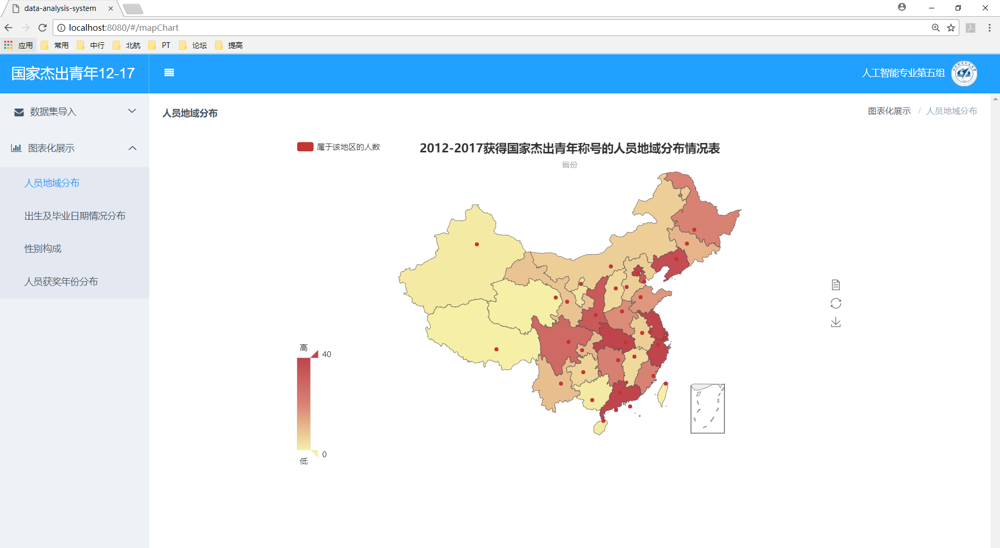 data-analysis-system
localhost:8080/#/mapChart
应用 常用 中行 北航 PT 论坛 提高
国家杰出青年12-17
人工智能专业第五组
数据集导入
图表化展示
人员地域分布
出生及毕业日期情况分布
性别构成
人员获奖年份分布
人员地域分布
图表化展示 / 人员地域分布
属于该地区的人数
2012-2017获得国家杰出青年称号的人员地域分布情况表
省份
高
40
0
低